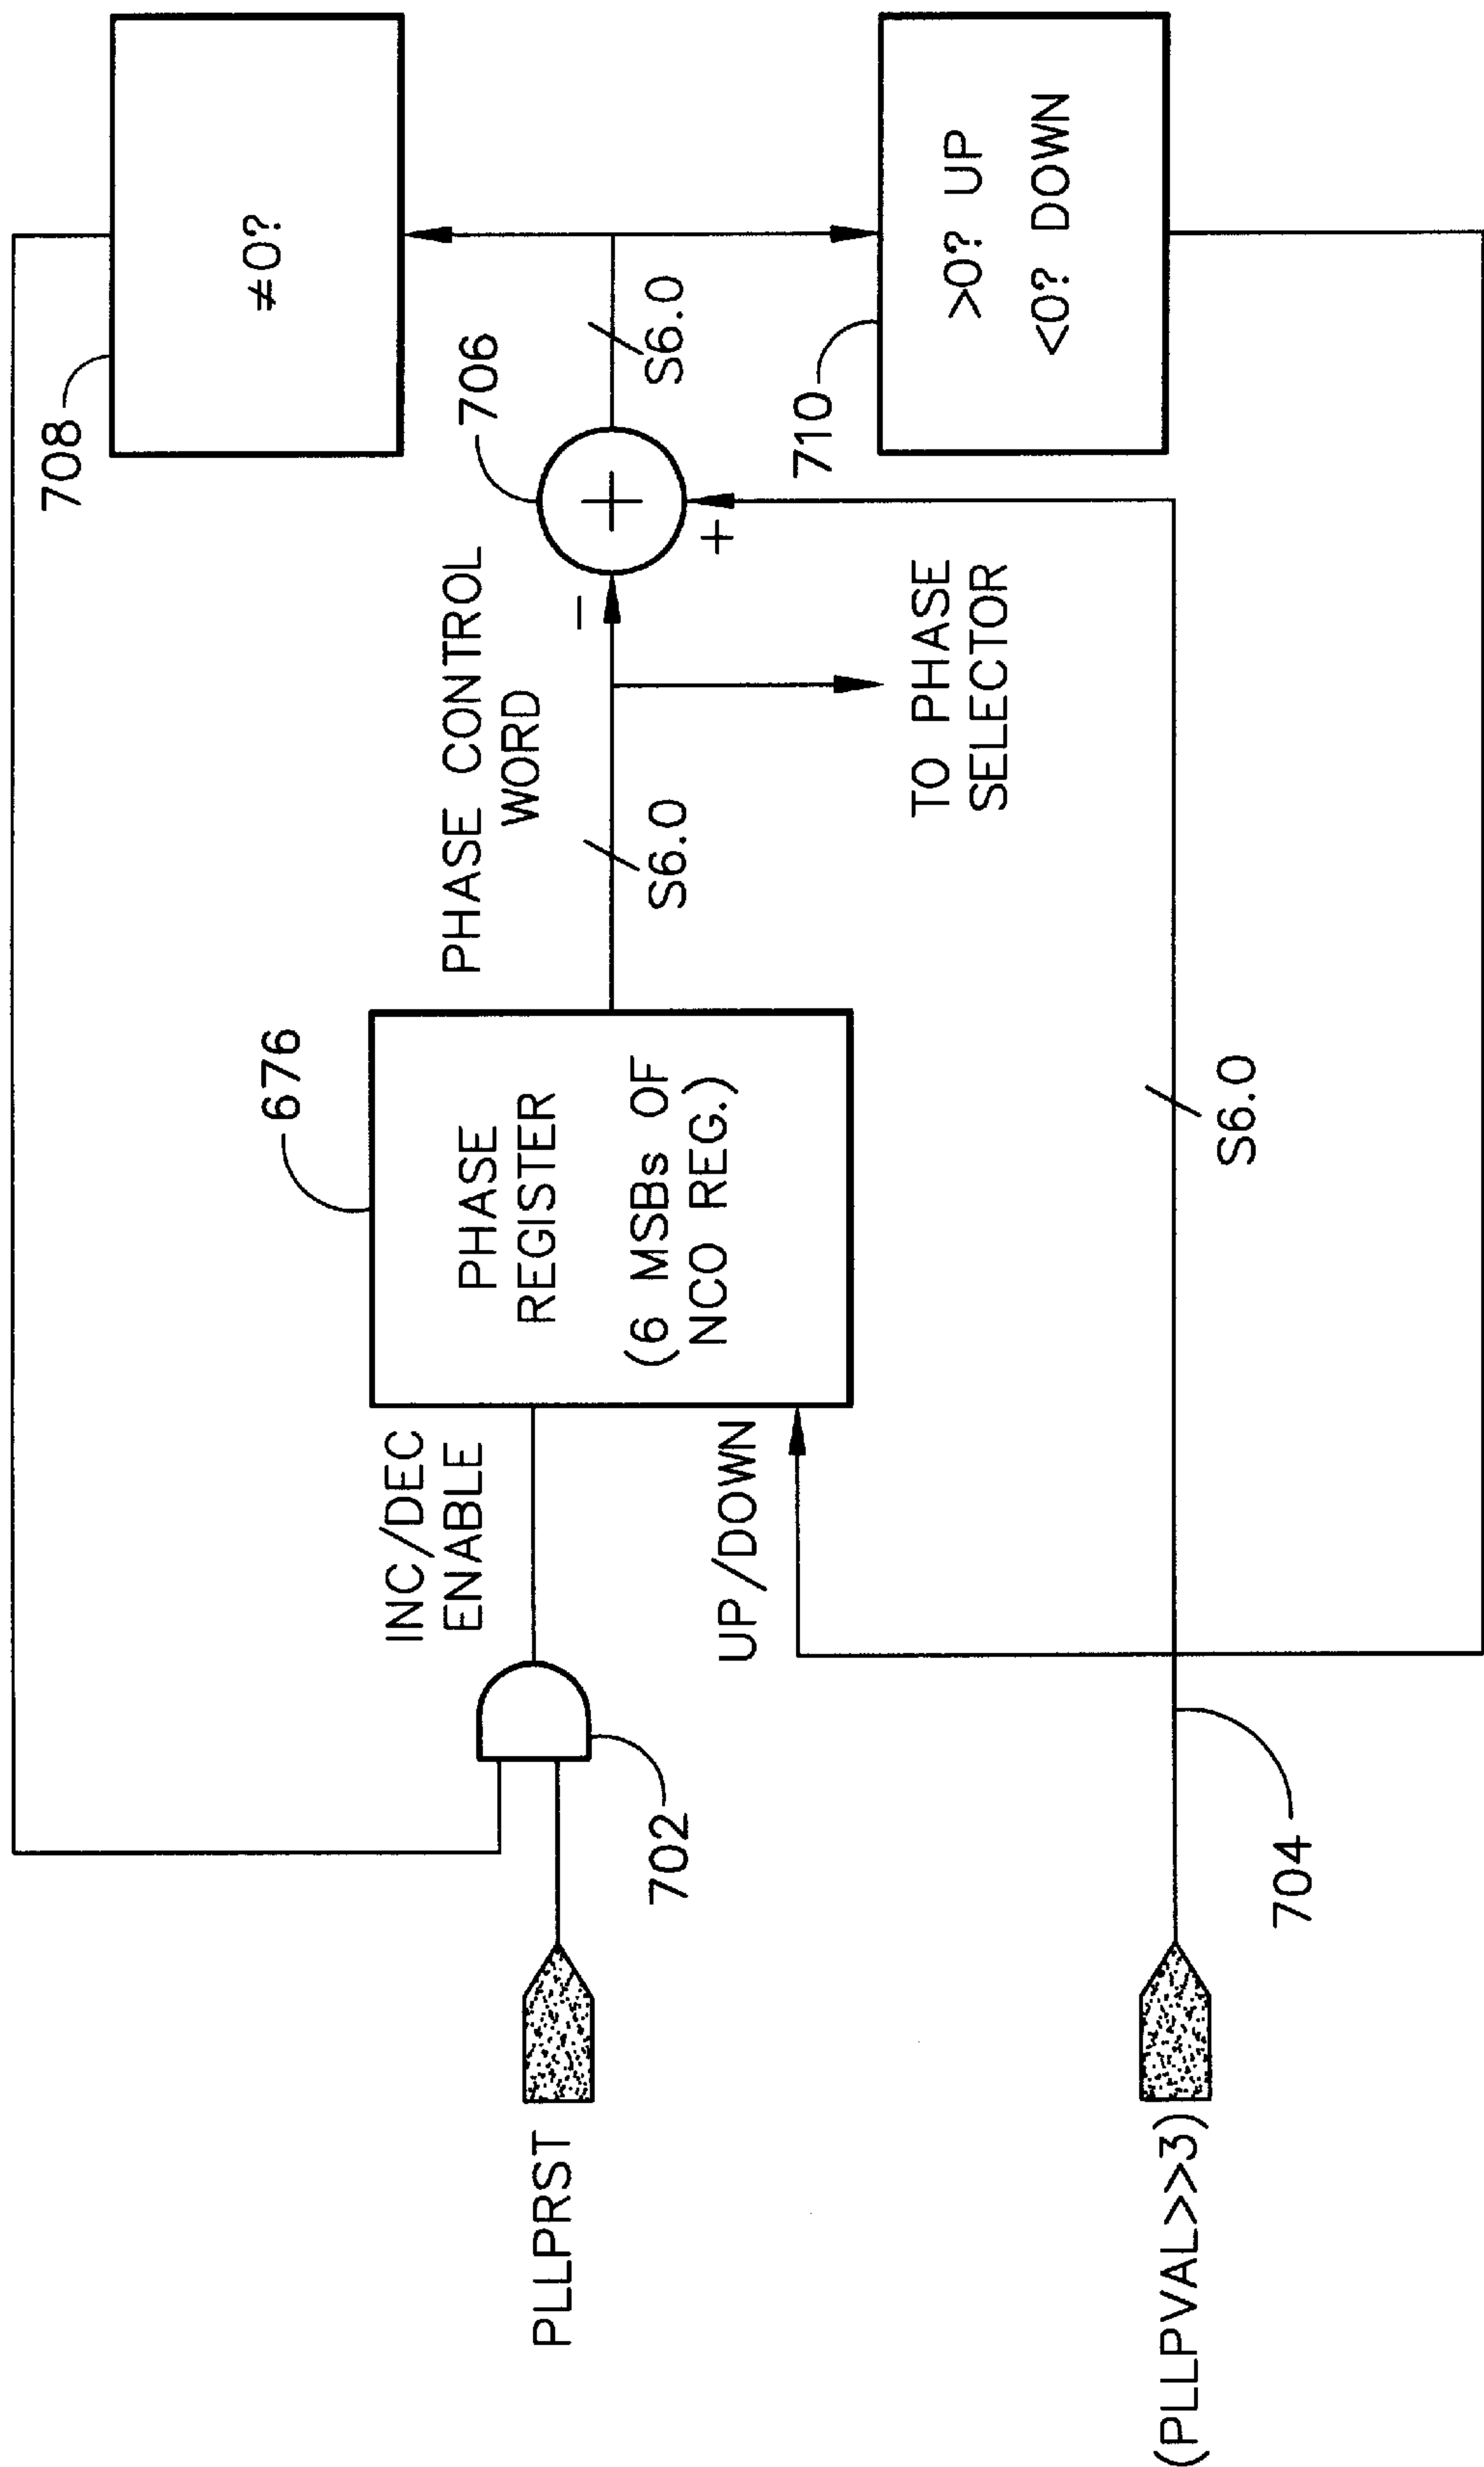 708
≠0?
706
S6.0
710
>0? UP
<0? DOWN
PHASE CONTROL
WORD
−
+
+
S6.0
TO PHASE
SELECTOR
676
PHASE
REGISTER
(6 MSBs OF
NCO REG.)
INC/DEC
ENABLE
UP/DOWN
S6.0
702
704
PLLPRST
(PLLPVAL>>3)